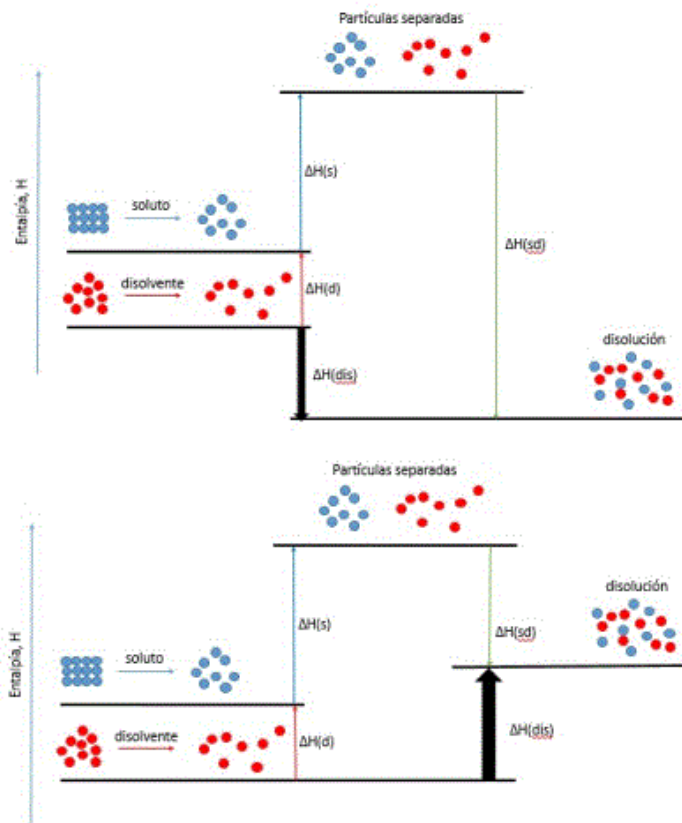 Partículas separadas
Entalpía, H
ΔH(s)
soluto
ΔH(sd)
disolvente
ΔH(d)
disolución
ΔH(dis)
Partículas separadas
Entalpía, H
disolución
ΔH(s)
ΔH(sd)
soluto
disolvente
ΔH(d)
ΔH(dis)